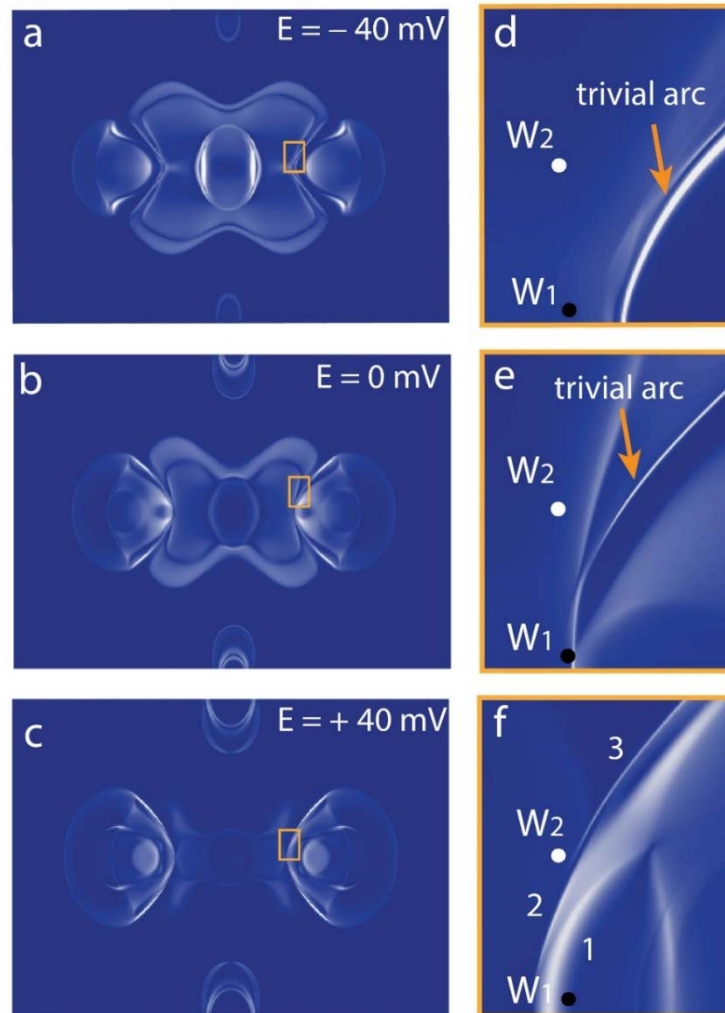 a E = – 40 mV
b E = 0 mV
c E = + 40 mV
d
trivial arc
W2
W1
e
trivial arc
W2
W1
f
3
W2
2
1
W1